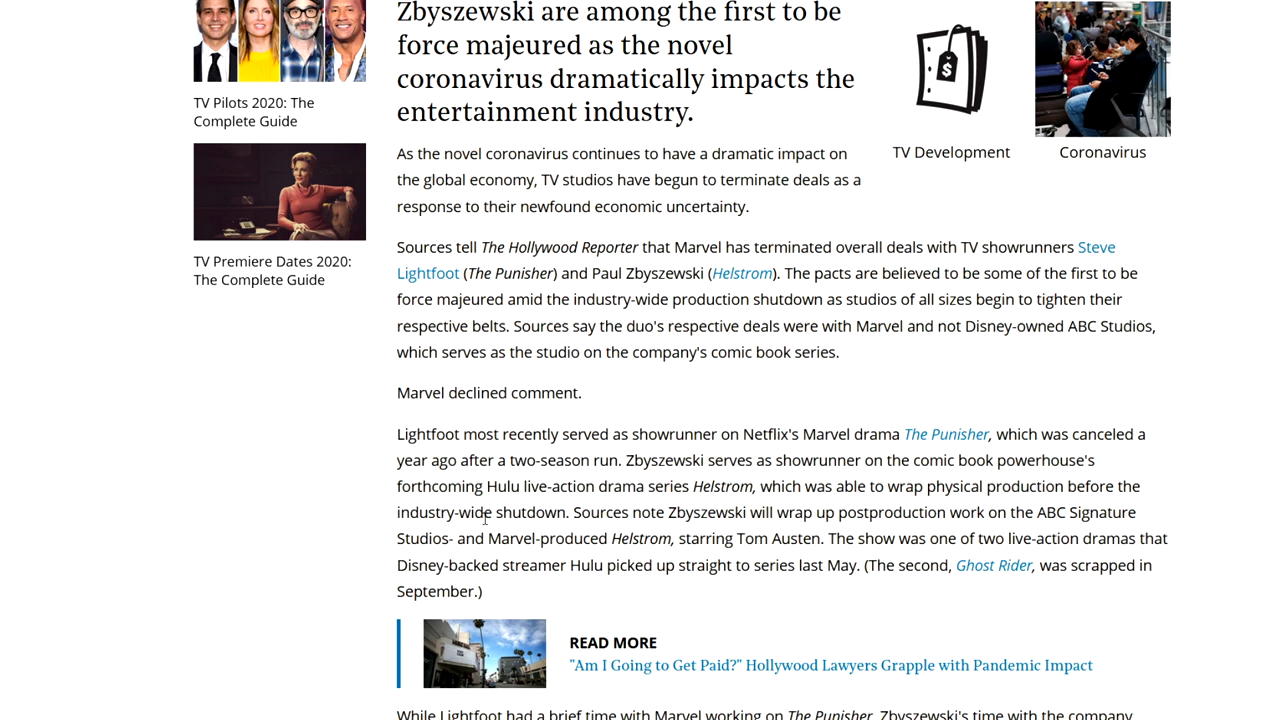 TV Pilots 2020: The
Complete Guide
TV Premiere Dates 2020:
The Complete Guide
Zbyszewski are among the first to be
force majeured as the novel
coronavirus dramatically impacts the
entertainment industry.
$
TV Development
Coronavirus
As the novel coronavirus continues to have a dramatic impact on
the global economy, TV studios have begun to terminate deals as a
response to their newfound economic uncertainty.
Sources tell The Hollywood Reporter that Marvel has terminated overall deals with TV showrunners Steve
Lightfoot (The Punisher) and Paul Zbyszewski (Helstrom). The pacts are believed to be some of the first to be
force majeured amid the industry-wide production shutdown as studios of all sizes begin to tighten their
respective belts. Sources say the duo's respective deals were with Marvel and not Disney-owned ABC Studios,
which serves as the studio on the company's comic book series.
Marvel declined comment.
Lightfoot most recently served as showrunner on Netflix's Marvel drama The Punisher, which was canceled a
year ago after a two-season run. Zbyszewski serves as showrunner on the comic book powerhouse's
forthcoming Hulu live-action drama series Helstrom, which was able to wrap physical production before the
industry-wide shutdown. Sources note Zbyszewski will wrap up postproduction work on the ABC Signature
Studios- and Marvel-produced Helstrom, starring Tom Austen. The show was one of two live-action dramas that
Disney-backed streamer Hulu picked up straight to series last May. (The second, Ghost Rider, was scrapped in
September.)
READ MORE
"Am I Going to Get Paid?" Hollywood Lawyers Grapple with Pandemic Impact
While Lightfoot had a brief time with Marvel working on The Punisher, Zbyszewski's time with the company